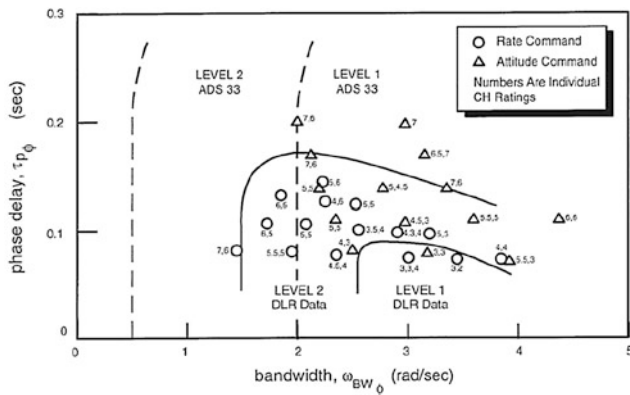 0.3
0.2
0.1
0
phase delay, τpϕ (sec)
LEVEL 2
ADS 33
LEVEL 1
ADS 33
Rate Command
Attitude Command
Numbers Are Individual
CH Ratings
7,6
7
7,6
6,5,7
5,6
5,5
5,4,5
7,6
6,6
4,6
5,5
6,5
5,5
5,5
3,5,4
4,5,3
4,3,4
5,5
5,5,5
6,6
7,6
5,5,5
4,5,4
4,3
3,3,4
5,3
3,2
4,4
5,5,3
LEVEL 2
DLR Data
LEVEL 1
DLR Data
0
1
2
3
4
5
bandwidth, ωBWϕ (rad/sec)